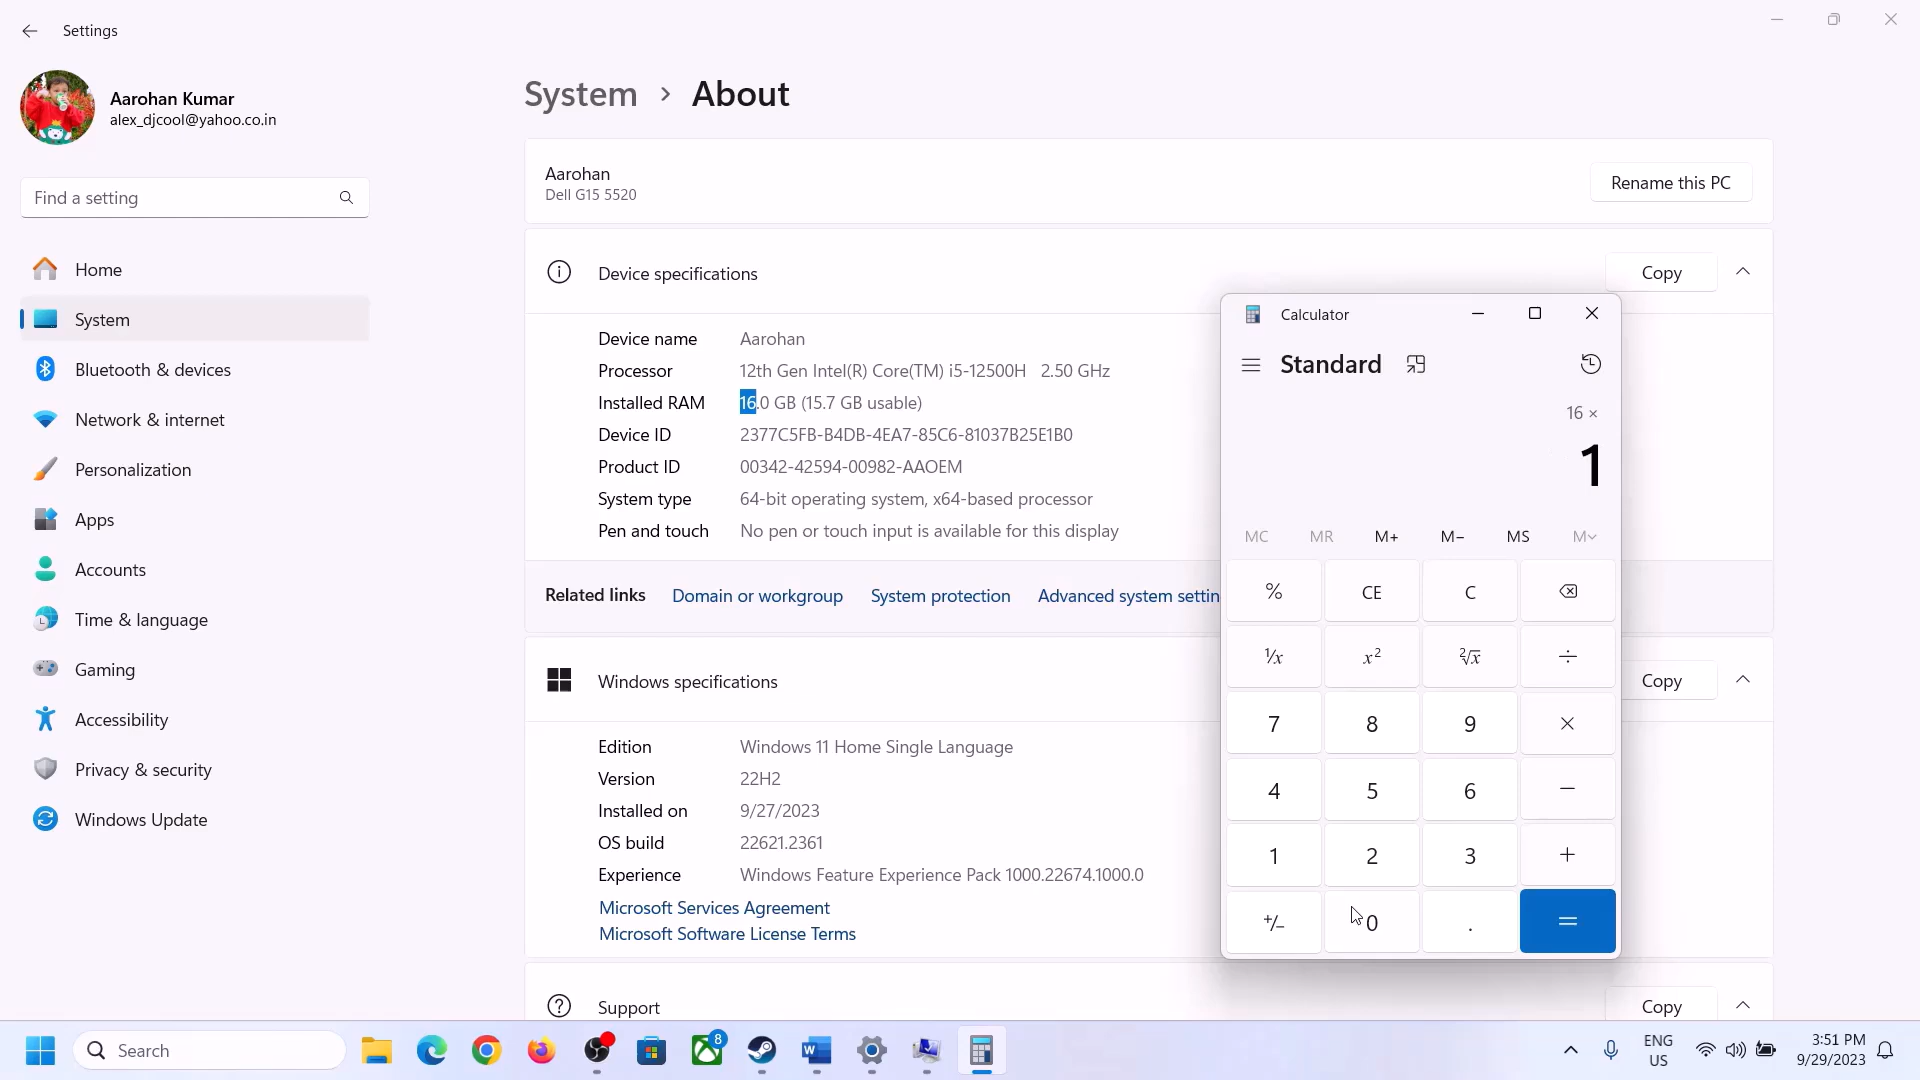 Settings
Aarohan Kumar
alex_djcool@yahoo.co.in
Find a setting
Home
System
Bluetooth & devices
Network & internet
Personalization
Apps
Accounts
Time & language
Gaming
Accessibility
Privacy & security
Windows Update
System > About
Aarohan
Dell G15 5520
Rename this PC
Device specifications
Copy
Device name Aarohan
Processor 12th Gen Intel(R) Core(TM) i5-12500H 2.50 GHz
Installed RAM 16.0 GB (15.7 GB usable)
Device ID 2377C5FB-B4DB-4EA7-85C6-81037B25E1B0
Product ID 00342-42594-00982-AAOEM
System type 64-bit operating system, x64-based processor
Pen and touch No pen or touch input is available for this display
Related links Domain or workgroup System protection Advanced system settin
Windows specifications
Copy
Edition Windows 11 Home Single Language
Version 22H2
Installed on 9/27/2023
OS build 22621.2361
Experience Windows Feature Experience Pack 1000.22674.1000.0
Microsoft Services Agreement
Microsoft Software License Terms
Support
Copy
Calculator
Standard
16 ×
1
MC MR M+ M− MS M
% CE C
¹/x x² ²√x ÷
7 8 9 ×
4 5 6 −
1 2 3 +
+/− 0 . =
Search
8
ENG
US
3:51 PM
9/29/2023